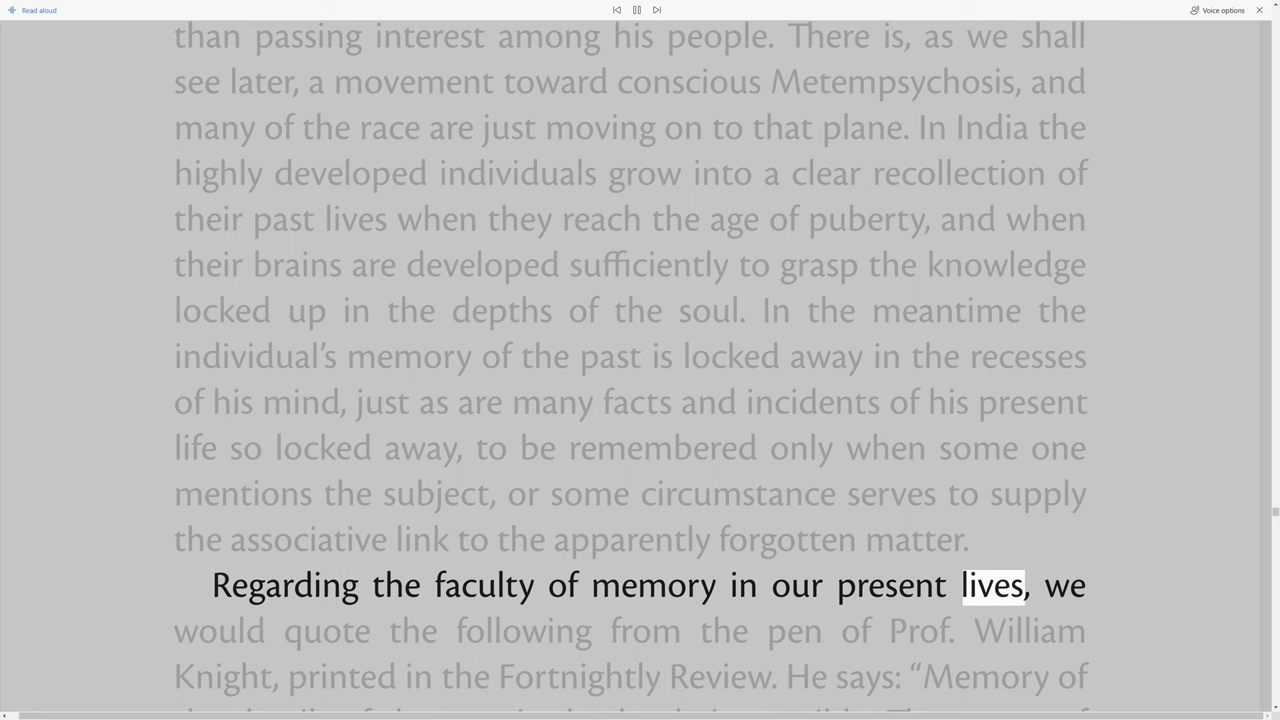 Read aloud
Voice options
than passing interest among his people. There is, as we shall
see later, a movement toward conscious Metempsychosis, and
many of the race are just moving on to that plane. In India the
highly developed individuals grow into a clear recollection of
their past lives when they reach the age of puberty, and when
their brains are developed sufficiently to grasp the knowledge
locked up in the depths of the soul. In the meantime the
individual’s memory of the past is locked away in the recesses
of his mind, just as are many facts and incidents of his present
life so locked away, to be remembered only when some one
mentions the subject, or some circumstance serves to supply
the associative link to the apparently forgotten matter.
Regarding the faculty of memory in our present lives, we
would quote the following from the pen of Prof. William
Knight, printed in the Fortnightly Review. He says: “Memory of